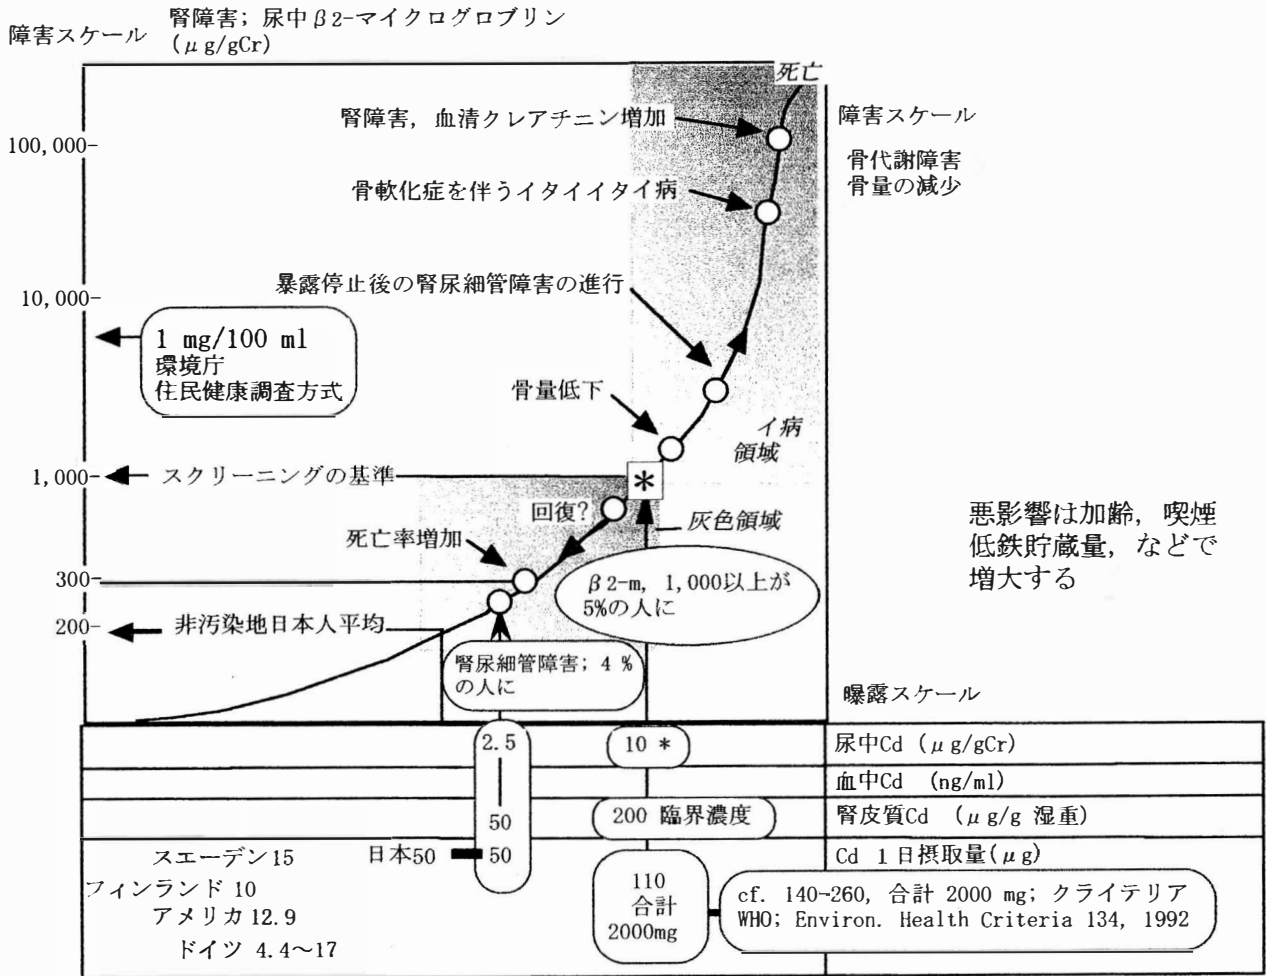 障害スケール
腎障害; 尿中β2-マイクログロブリン
(μg/gCr)
死亡
腎障害, 血清クレアチニン増加
障害スケール
100,000-
骨代謝障害
骨量の減少
骨軟化症を伴うイタイイタイ病
暴露停止後の腎尿細管障害の進行
10,000-
1 mg/100 ml
環境庁
住民健康調査方式
骨量低下
イ病
領域
1,000-
スクリーニングの基準
*
回復?
灰色領域
死亡率増加
悪影響は加齢, 喫煙
低鉄貯蔵量, などで
増大する
300-
β2-m, 1,000以上が
5%の人に
200-
非汚染地日本人平均
腎尿細管障害; 4 %
の人に
曝露スケール
2.5
10 *
尿中Cd (μg/gCr)
血中Cd (ng/ml)
50
200 臨界濃度
腎皮質Cd (μg/g 湿重)
スエーデン15
日本50
50
Cd 1日摂取量(μg)
フィンランド 10
アメリカ12.9
ドイツ 4.4～17
110
合計
2000mg
cf. 140-260, 合計 2000 mg; クライテリア
WHO; Environ. Health Criteria 134, 1992